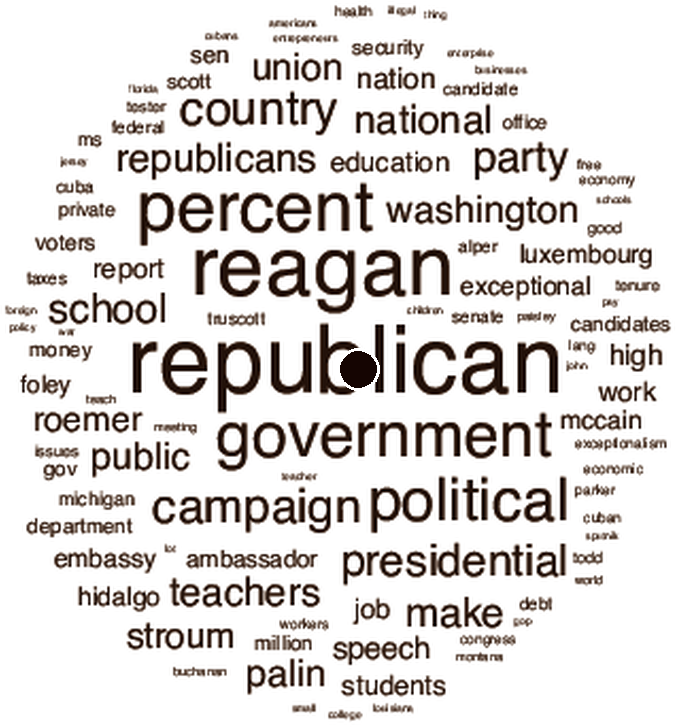 health illegal thing
americans
cubans entrepreneurs
sen security enterprise
union businesses
scott nation candidate
florida
tester country national office
federal
ms
jersey republicans education party free
cuba economy
private percent washington schools
good
voters alper luxembourg
taxes report reagan exceptional tenure
pay
foreign school truscott children senate paisley candidates
policy war
money republican lang high
john
foley work
teach
roemer meeting government mccain
exceptionalism
issues public
gov economic
teacher
michigan campaign political parker
department cuban
sputnik
embassy ambassador presidential todd
world
hidalgo teachers job make debt
gop
workers
stroum million speech congress
montana
buchanan palin students
small college louisiana